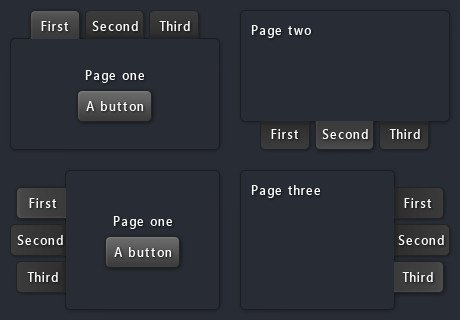 First Second Third
Page one
A button
Page two
First Second Third
First
Second
Third
Page one
A button
Page three
First
Second
Third